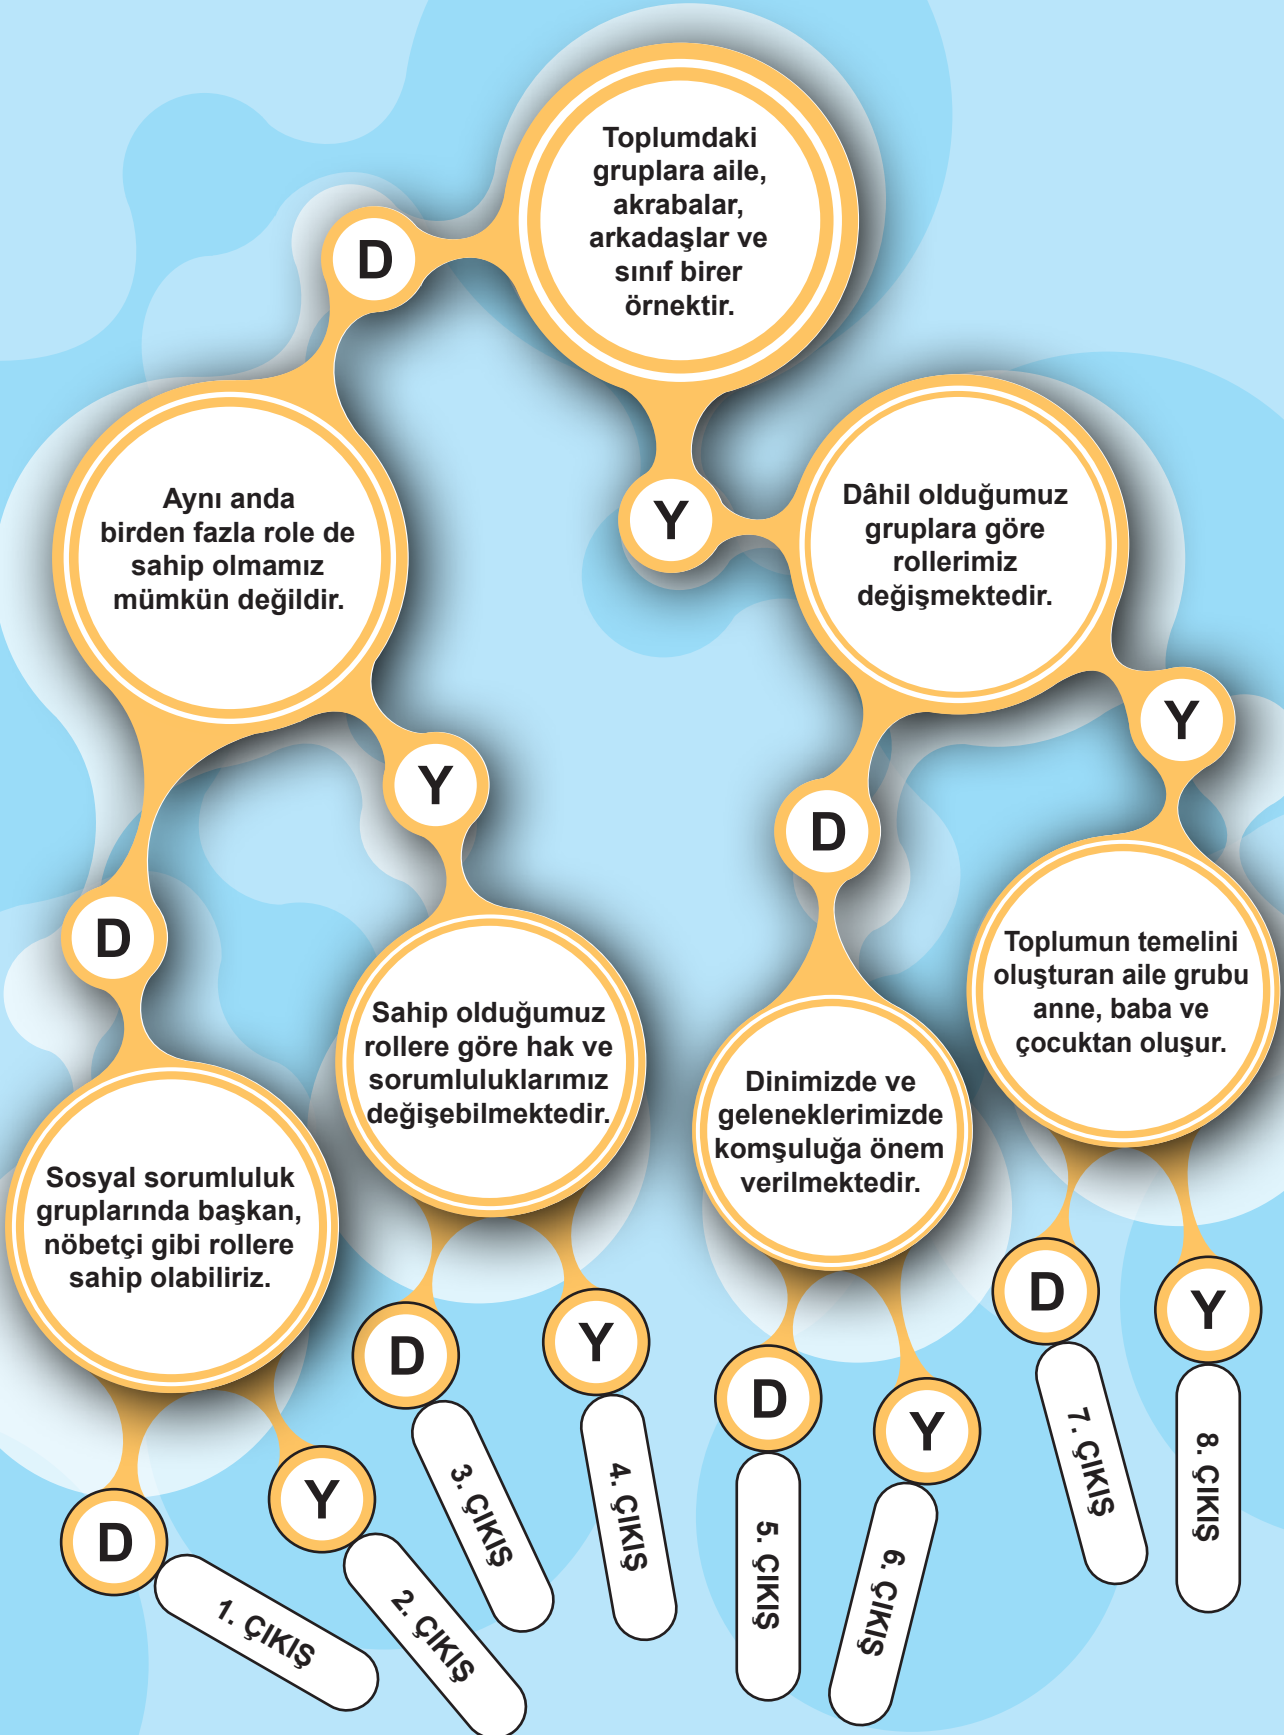 Toplumdaki
gruplara aile,
akrabalar,
arkadaşlar ve
sınıf birer
örnektir.
D
Y
Aynı anda
birden fazla role de
sahip olmamız
mümkün değildir.
Dâhil olduğumuz
gruplara göre
rollerimiz
değişmektedir.
D
Y
D
Y
Sosyal sorumluluk
gruplarında başkan,
nöbetçi gibi rollere
sahip olabiliriz.
Sahip olduğumuz
rollere göre hak ve
sorumluluklarımız
değişebilmektedir.
Dinimizde ve
geleneklerimizde
komşuluğa önem
verilmektedir.
Toplumun temelini
oluşturan aile grubu
anne, baba ve
çocuktan oluşur.
D
Y
D
Y
D
Y
D
Y
1. ÇIKIŞ
2. ÇIKIŞ
3. ÇIKIŞ
4. ÇIKIŞ
5. ÇIKIŞ
6. ÇIKIŞ
7. ÇIKIŞ
8. ÇIKIŞ